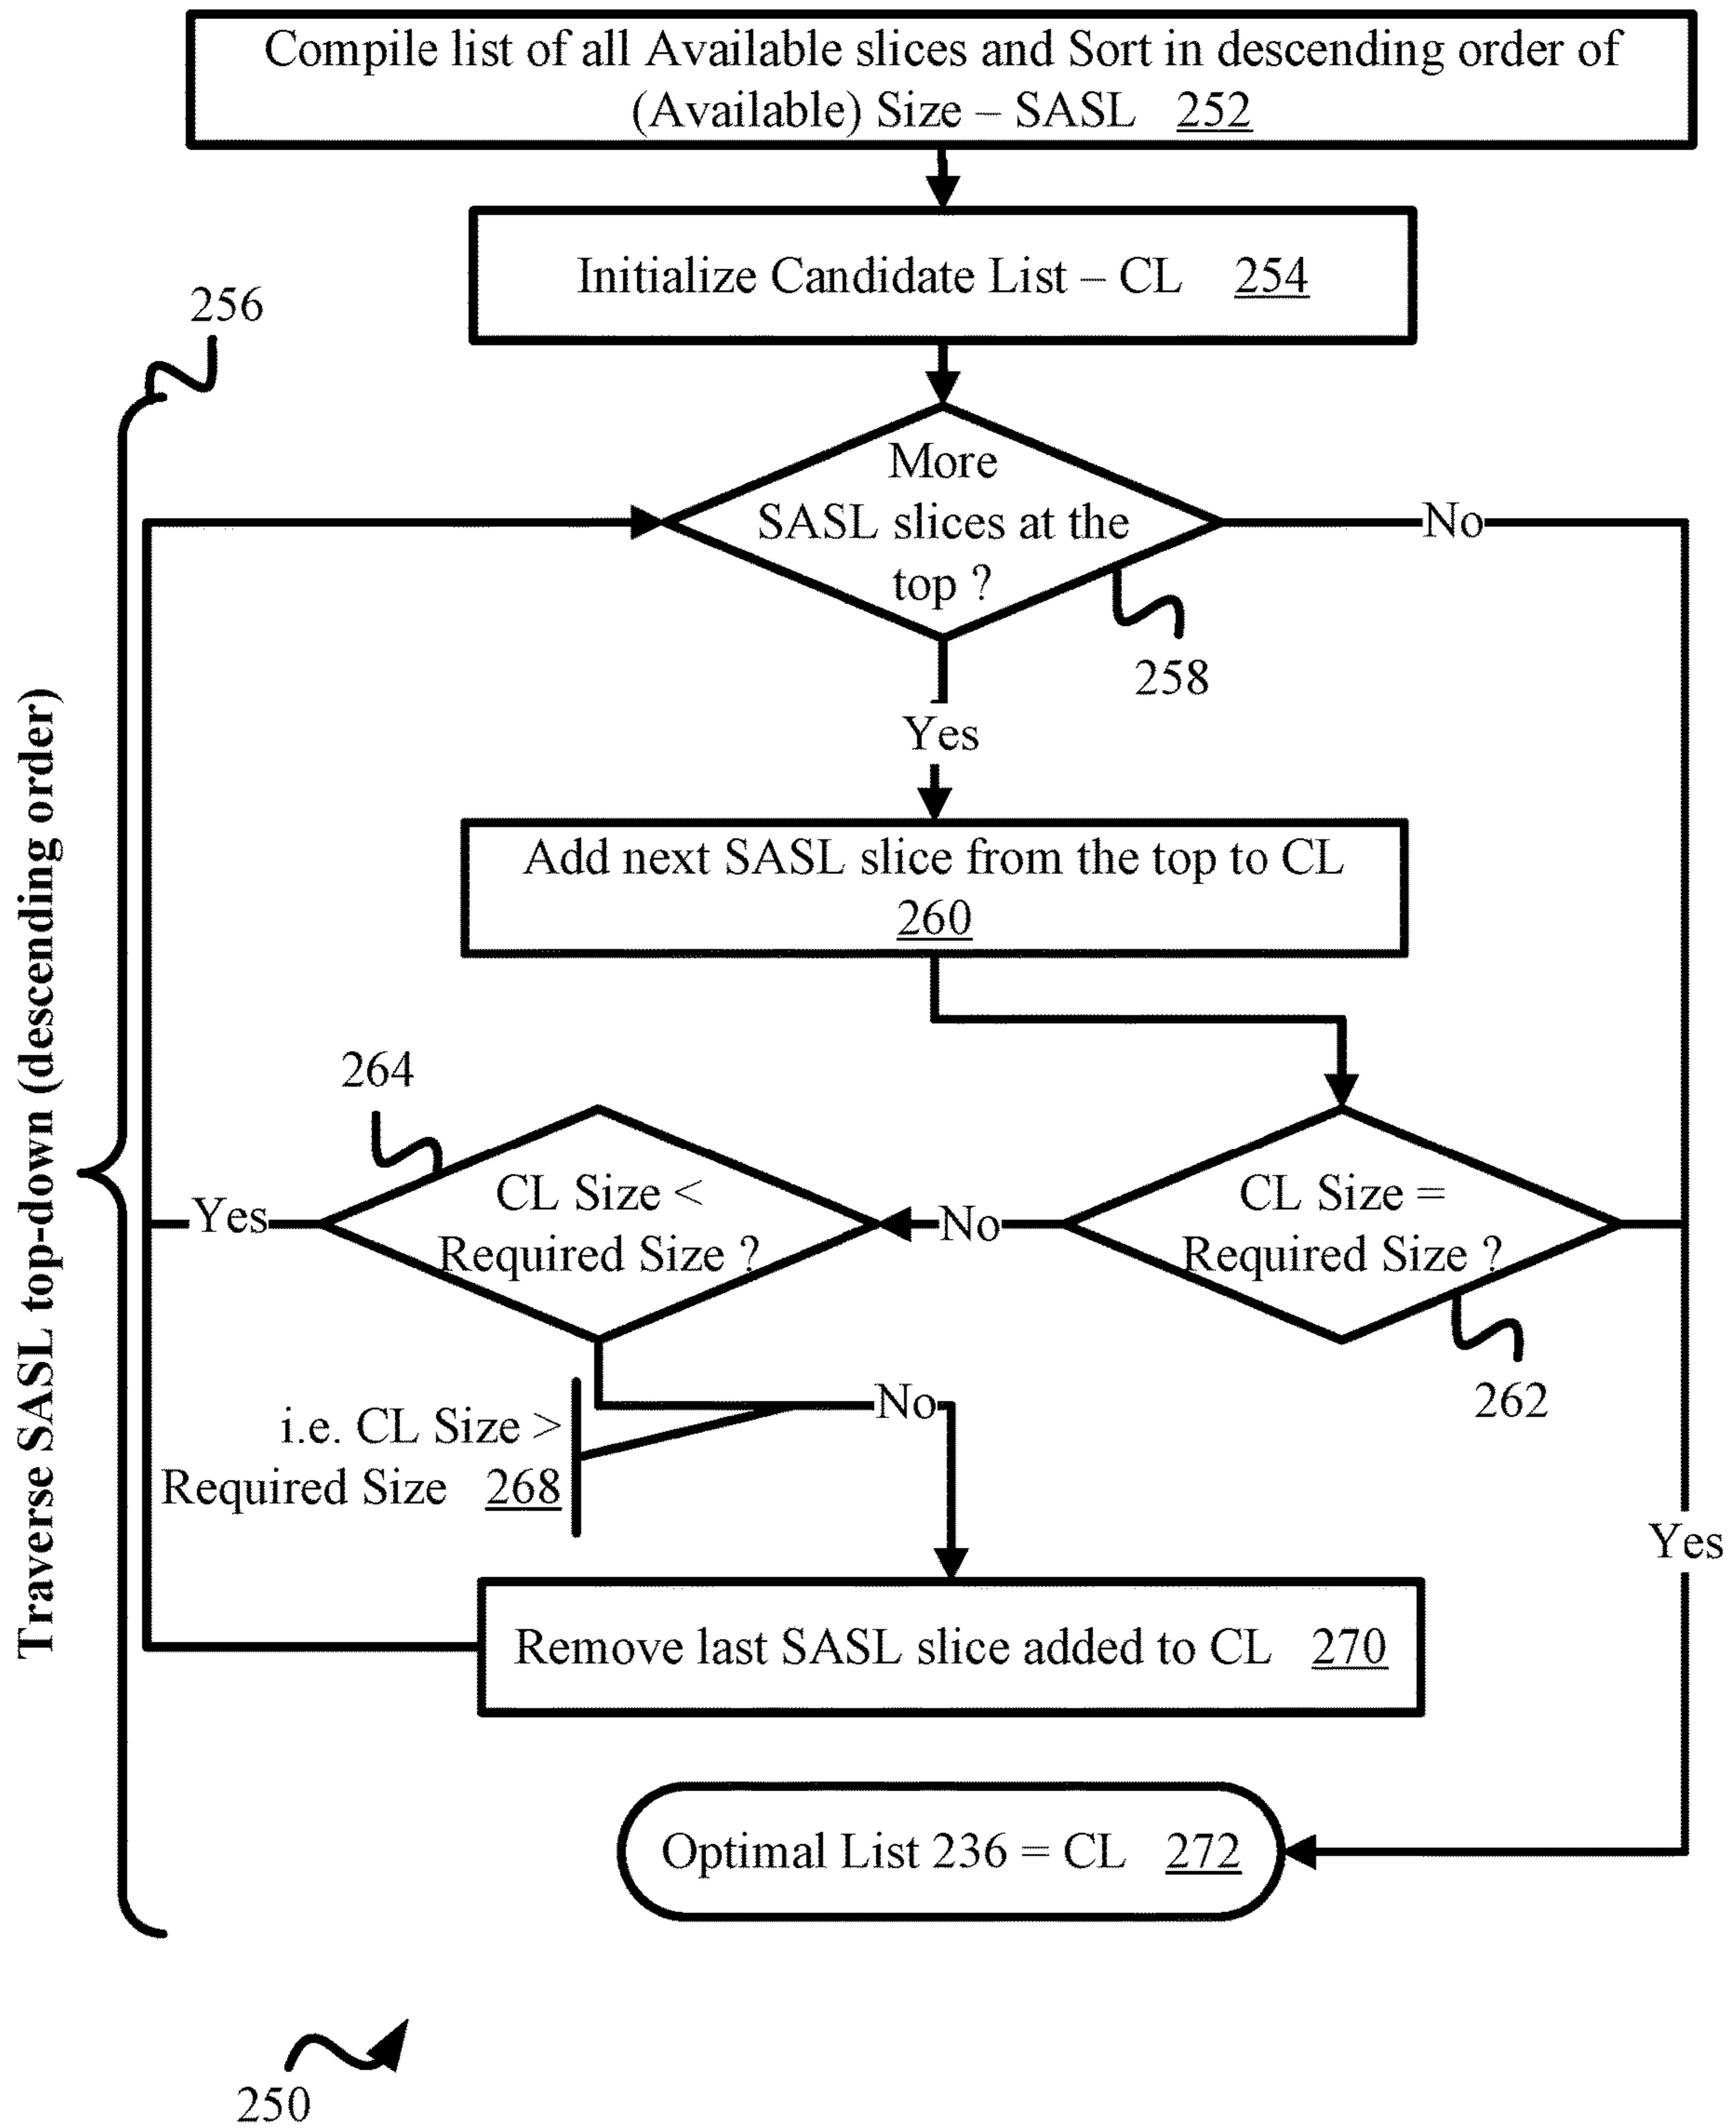 Compile list of all Available slices and Sort in descending order of
(Available) Size – SASL 252
Initialize Candidate List – CL 254
256
More
SASL slices at the
top ?
No
258
Yes
Traverse SASL top-down (descending order)
Add next SASL slice from the top to CL
260
264
CL Size <
Required Size ?
Yes
No
CL Size =
Required Size ?
262
No
i.e. CL Size >
Required Size 268
Yes
Remove last SASL slice added to CL 270
Optimal List 236 = CL 272
250